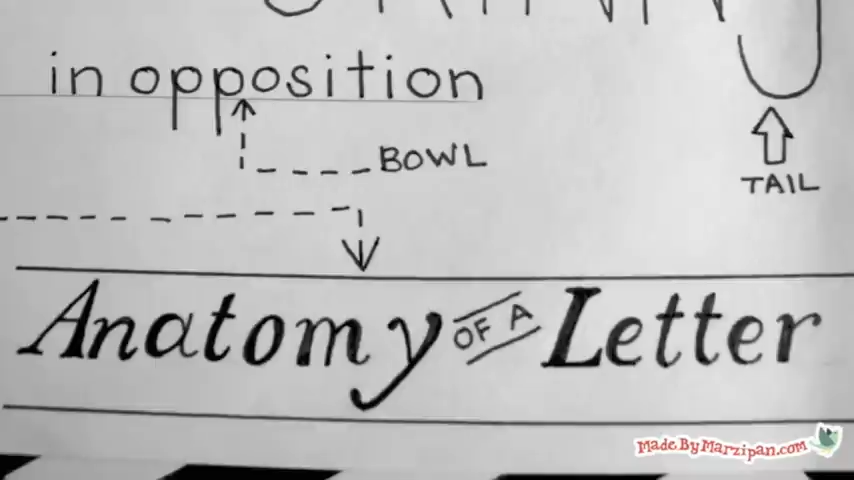 in opposition
BOWL
TAIL
Anatomy OF A Letter
MadeByMarzipan.com